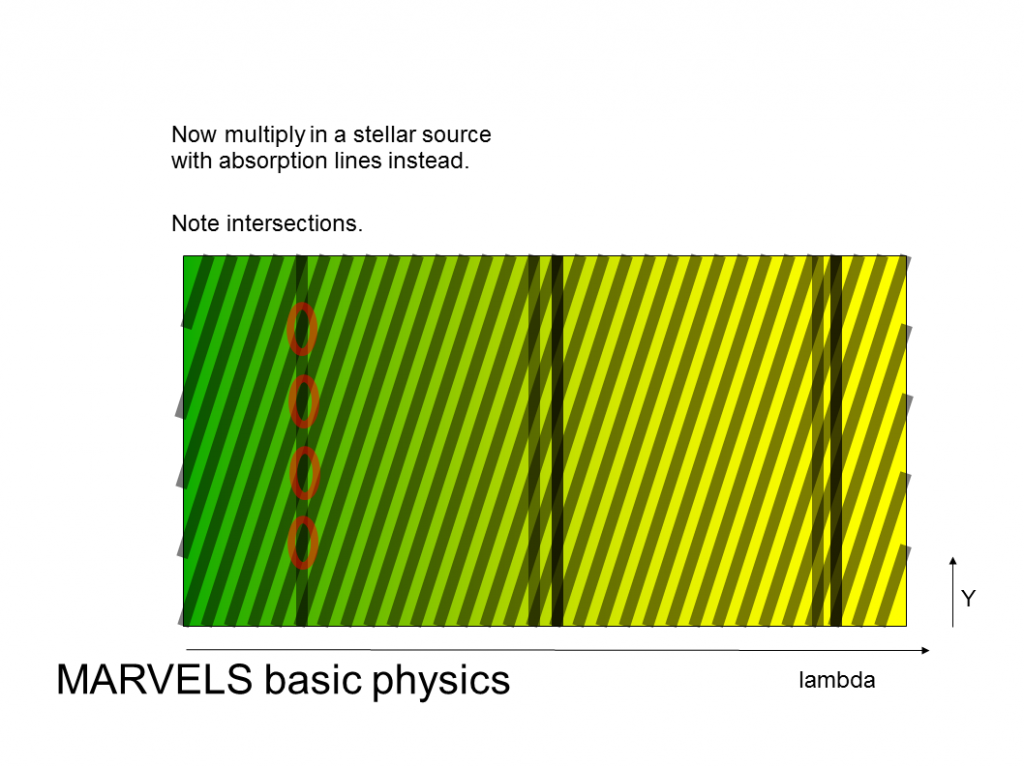 Now multiply in a stellar source
with absorption lines instead.
Note intersections.
Y
lambda
MARVELS basic physics